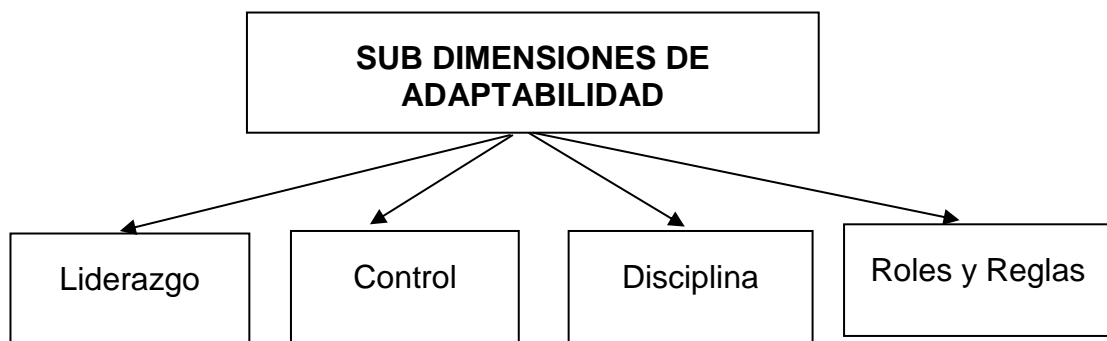 SUB DIMENSIONES DE
ADAPTABILIDAD
Liderazgo
Control
Disciplina
Roles y Reglas